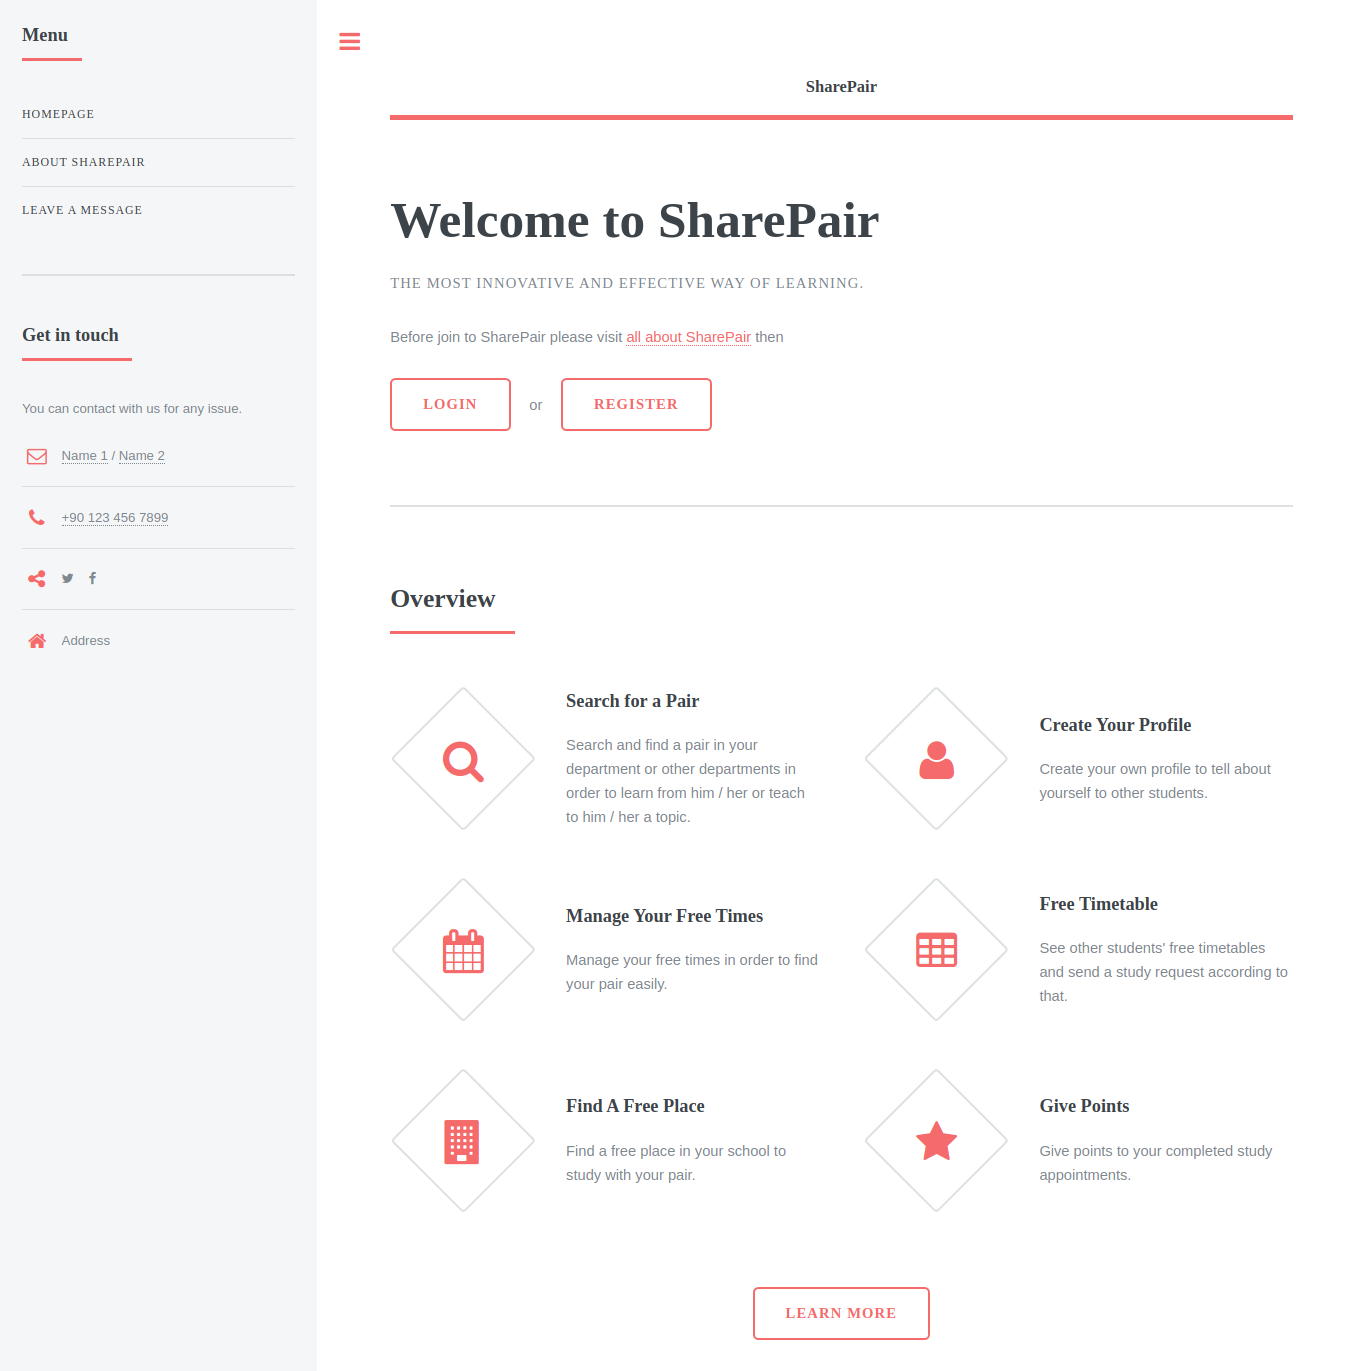 Menu
HOMEPAGE
ABOUT SHAREPAIR
LEAVE A MESSAGE
Get in touch
You can contact with us for any issue.
Name 1 / Name 2
+90 123 456 7899
Address
SharePair
Welcome to SharePair
THE MOST INNOVATIVE AND EFFECTIVE WAY OF LEARNING.
Before join to SharePair please visit all about SharePair then
LOGIN or REGISTER
Overview
Search for a Pair
Search and find a pair in your
department or other departments in
order to learn from him / her or teach
to him / her a topic.
Create Your Profile
Create your own profile to tell about
yourself to other students.
Manage Your Free Times
Manage your free times in order to find
your pair easily.
Free Timetable
See other students' free timetables
and send a study request according to
that.
Find A Free Place
Find a free place in your school to
study with your pair.
Give Points
Give points to your completed study
appointments.
LEARN MORE